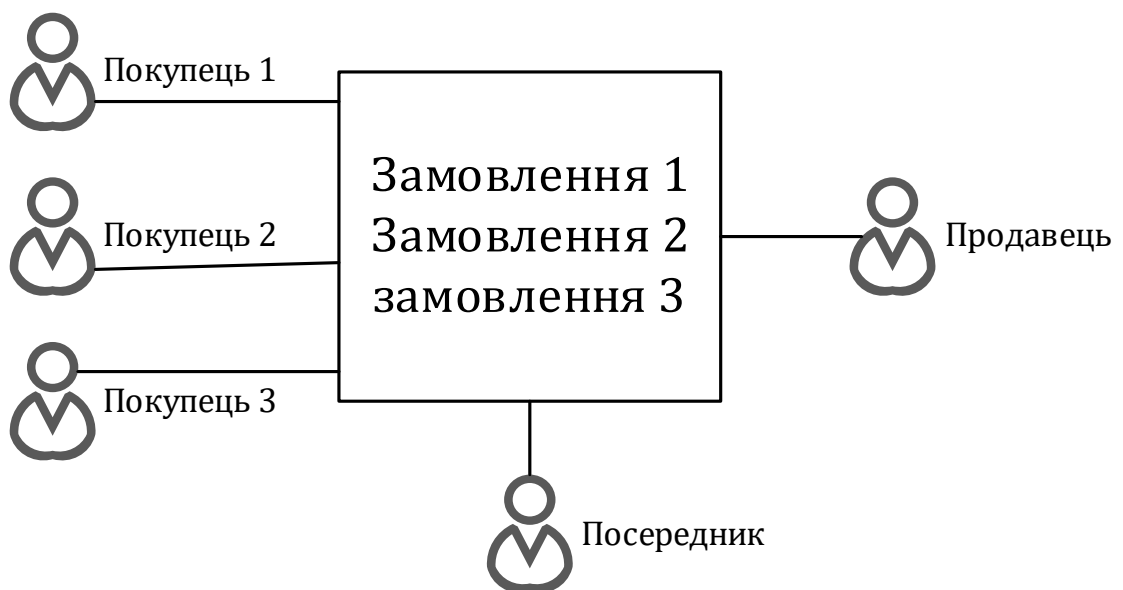 Покупець 1
Замовлення 1
Замовлення 2
замовлення 3
Покупець 2
Продавець
Покупець 3
Посередник